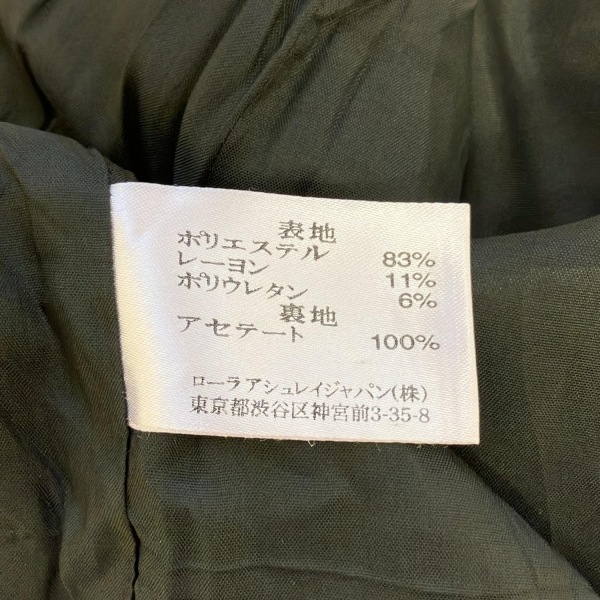 表地
ポリエステル 83%
レーヨン 11%
ポリウレタン 6%
裏地
アセテート 100%
ローラ アシュレイジャパン(株)
東京都渋谷区神宮前3-35-8